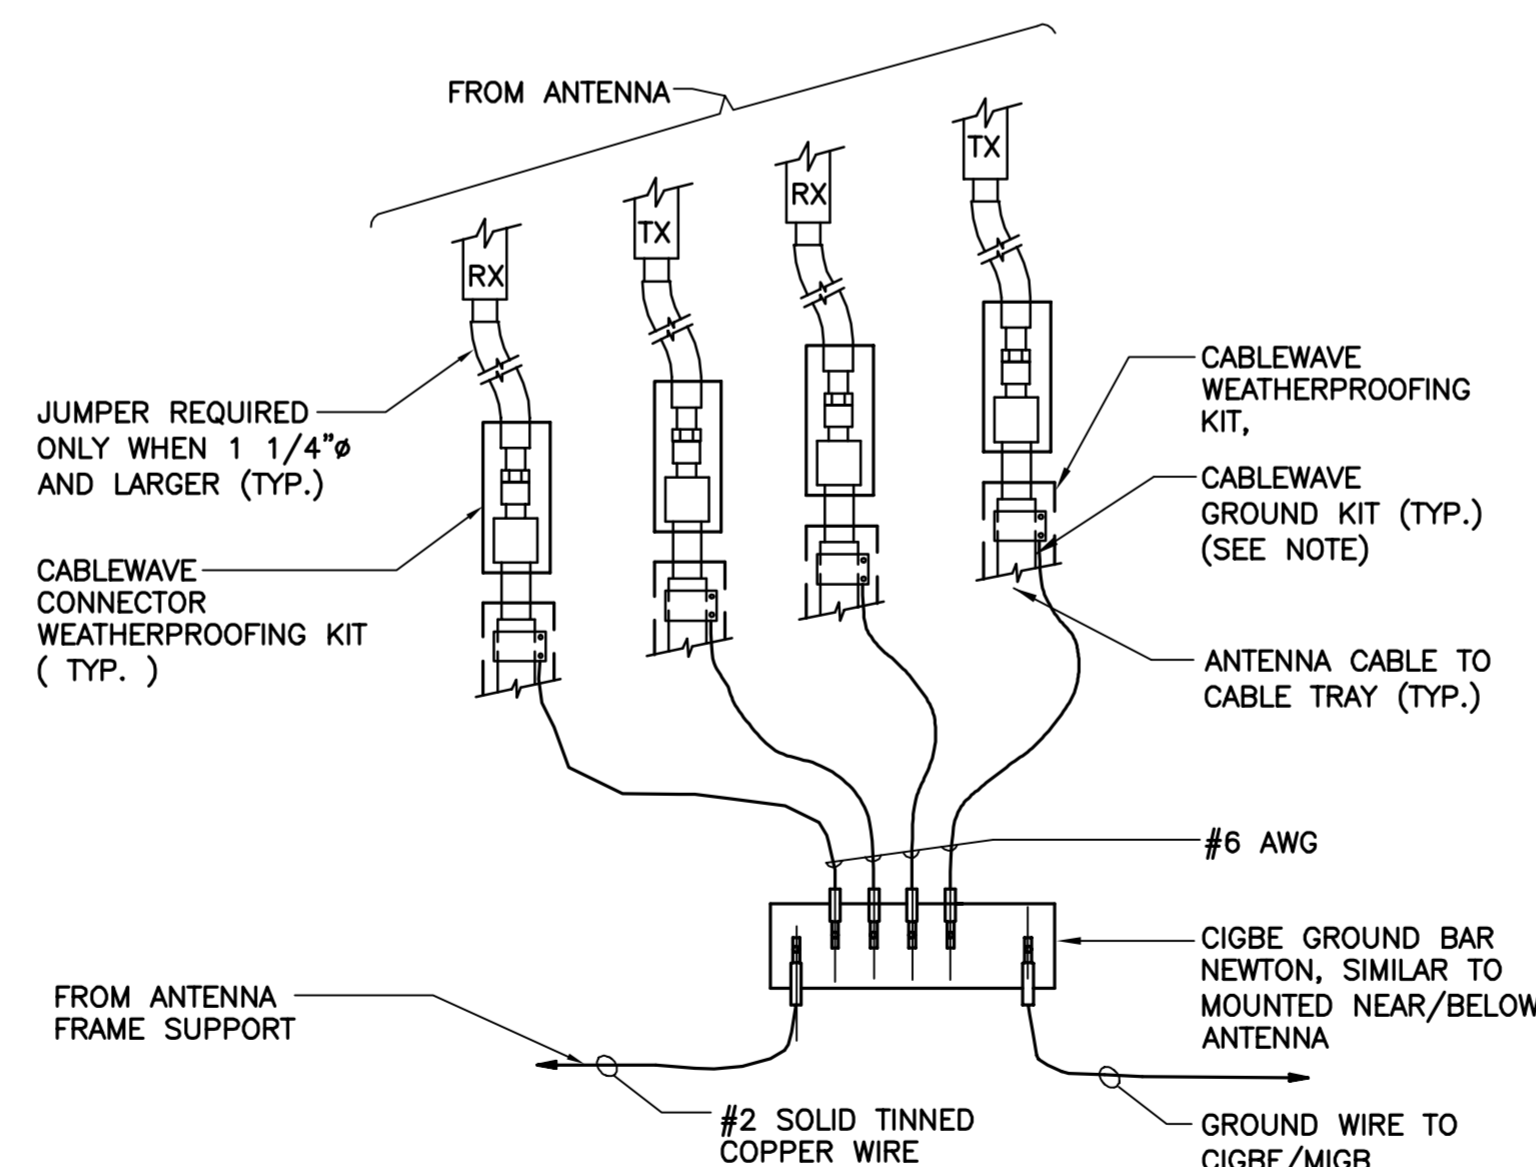 FROM ANTENNA
TX
RX
TX
RX
JUMPER REQUIRED
ONLY WHEN 1 1/4"ø
AND LARGER (TYP.)
CABLEWAVE
CONNECTOR
WEATHERPROOFING KIT
( TYP. )
CABLEWAVE
WEATHERPROOFING
KIT,
CABLEWAVE
GROUND KIT (TYP.)
(SEE NOTE)
ANTENNA CABLE TO
CABLE TRAY (TYP.)
#6 AWG
CIGBE GROUND BAR
NEWTON, SIMILAR TO
MOUNTED NEAR/BELOW
ANTENNA
FROM ANTENNA
FRAME SUPPORT
#2 SOLID TINNED
COPPER WIRE
GROUND WIRE TO
CIGBE/MIGB